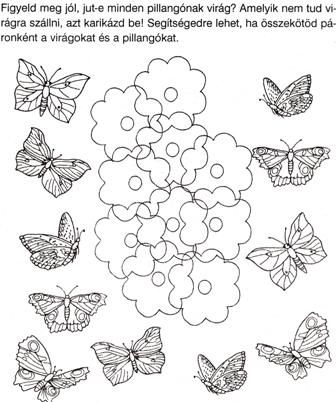 Figyeld meg jól, jut-e minden pillangónak virág? Amelyik nem tud vi-
rágra szállni, azt karikázd be! Segítségedre lehet, ha összekötöd pá-
ronként a virágokat és a pillangókat.